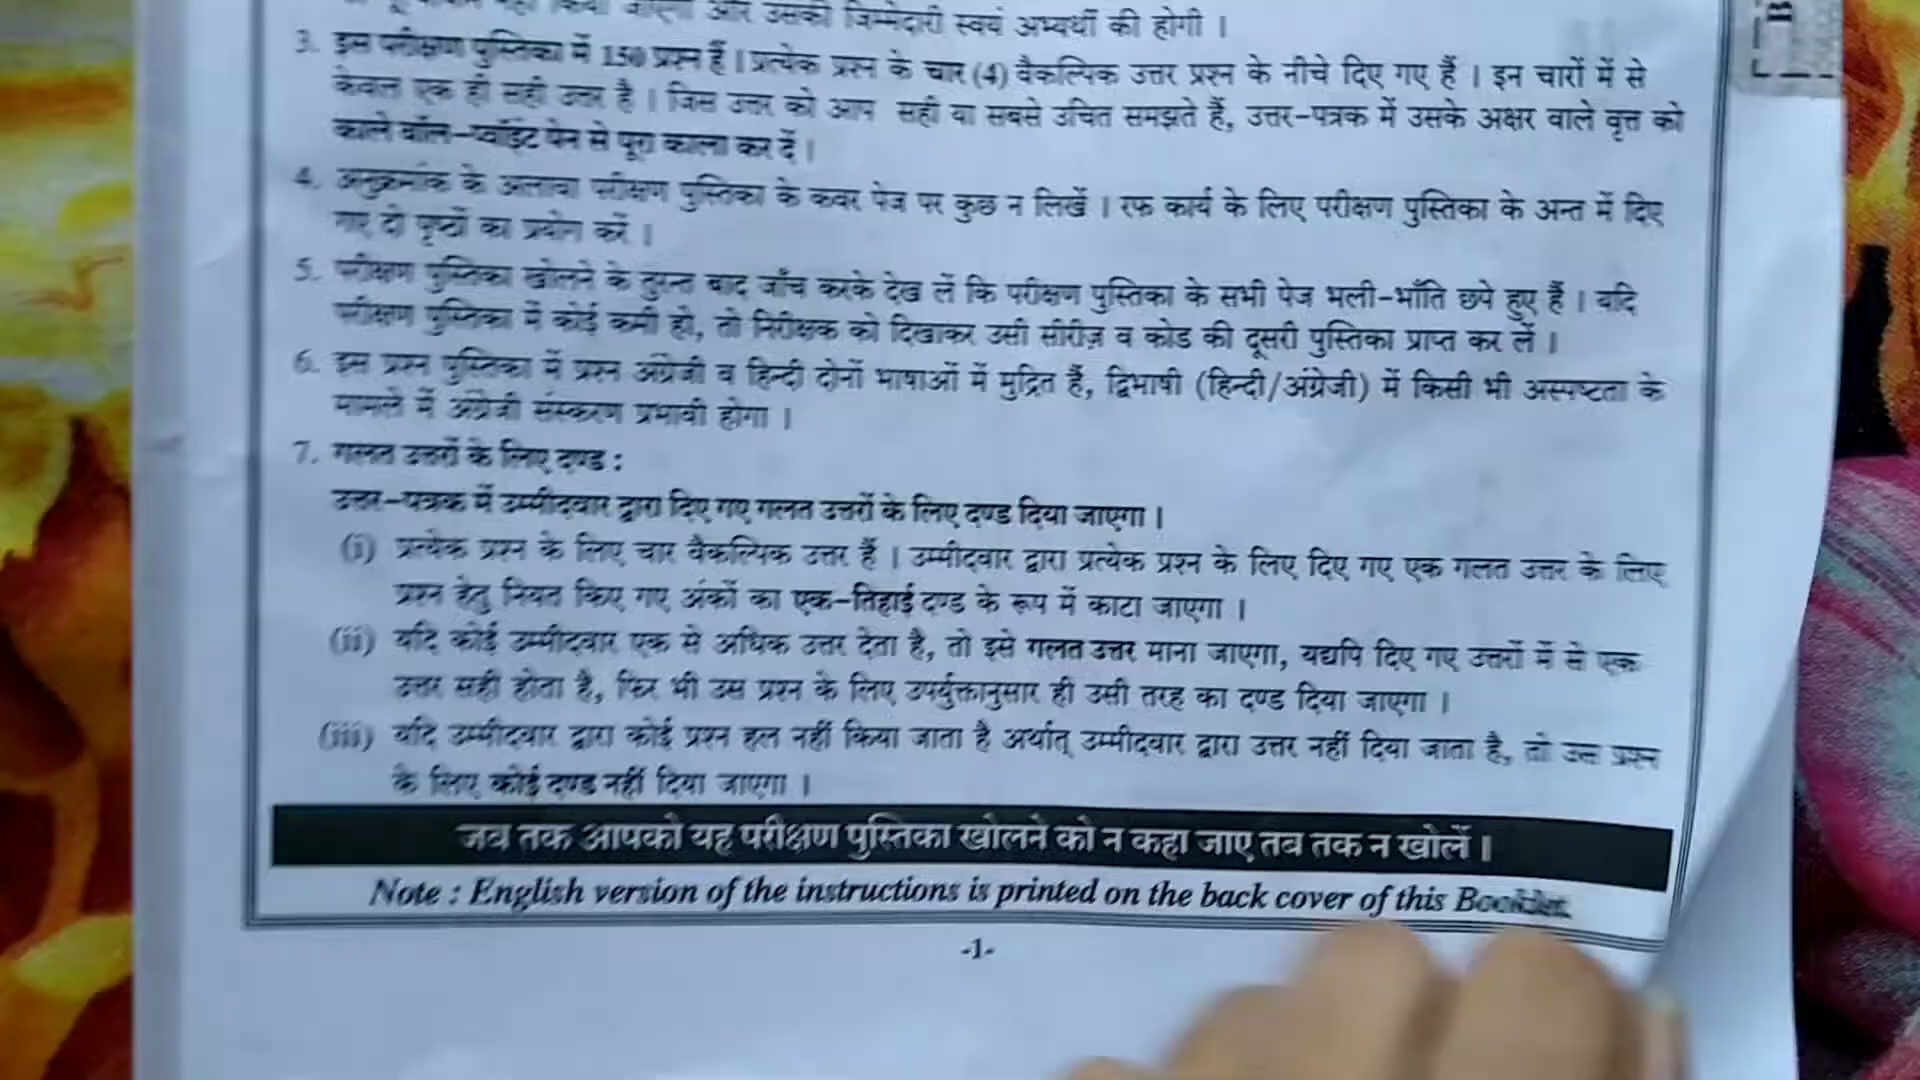 और उसकी जिम्मेदारी स्वयं अभ्यर्थी की होगी ।
B
3. इस परीक्षण पुस्तिका में 150 प्रश्न हैं । प्रत्येक प्रश्न के चार (4) वैकल्पिक उत्तर प्रश्न के नीचे दिए गए हैं । इन चारों में से
केवल एक ही सही उत्तर है । जिस उत्तर को आप सही या सबसे उचित समझते हैं, उत्तर-पत्रक में उसके अक्षर वाले वृत्त को
काले बॉल-प्वॉइंट पेन से पूरा काला कर दें ।
4. अनुक्रमांक के अलावा परीक्षण पुस्तिका के कवर पेज पर कुछ न लिखें । रफ कार्य के लिए परीक्षण पुस्तिका के अन्त में दिए
गए दो पृष्ठों का प्रयोग करें ।
5. परीक्षण पुस्तिका खोलने के तुरन्त बाद जाँच करके देख लें कि परीक्षण पुस्तिका के सभी पेज भली-भाँति छपे हुए हैं । यदि
परीक्षण पुस्तिका में कोई कमी हो, तो निरीक्षक को दिखाकर उसी सीरीज़ व कोड की दूसरी पुस्तिका प्राप्त कर लें ।
6. इस प्रश्न पुस्तिका में प्रश्न अंग्रेजी व हिन्दी दोनों भाषाओं में मुद्रित हैं, द्विभाषी (हिन्दी/अंग्रेजी) में किसी भी अस्पष्टता के
मामले में अंग्रेजी संस्करण प्रभावी होगा ।
7. गलत उत्तरों के लिए दण्ड :
उत्तर-पत्रक में उम्मीदवार द्वारा दिए गए गलत उत्तरों के लिए दण्ड दिया जाएगा ।
(i) प्रत्येक प्रश्न के लिए चार वैकल्पिक उत्तर हैं । उम्मीदवार द्वारा प्रत्येक प्रश्न के लिए दिए गए एक गलत उत्तर के लिए
प्रश्न हेतु नियत किए गए अंकों का एक-तिहाई दण्ड के रूप में काटा जाएगा ।
(ii) यदि कोई उम्मीदवार एक से अधिक उत्तर देता है, तो इसे गलत उत्तर माना जाएगा, यद्यपि दिए गए उत्तरों में से एक
उत्तर सही होता है, फिर भी उस प्रश्न के लिए उपर्युक्तानुसार ही उसी तरह का दण्ड दिया जाएगा ।
(iii) यदि उम्मीदवार द्वारा कोई प्रश्न हल नहीं किया जाता है अर्थात् उम्मीदवार द्वारा उत्तर नहीं दिया जाता है, तो उस प्रश्न
के लिए कोई दण्ड नहीं दिया जाएगा ।
जब तक आपको यह परीक्षण पुस्तिका खोलने को न कहा जाए तब तक न खोलें ।
Note : English version of the instructions is printed on the back cover of this Booklet.
-1-